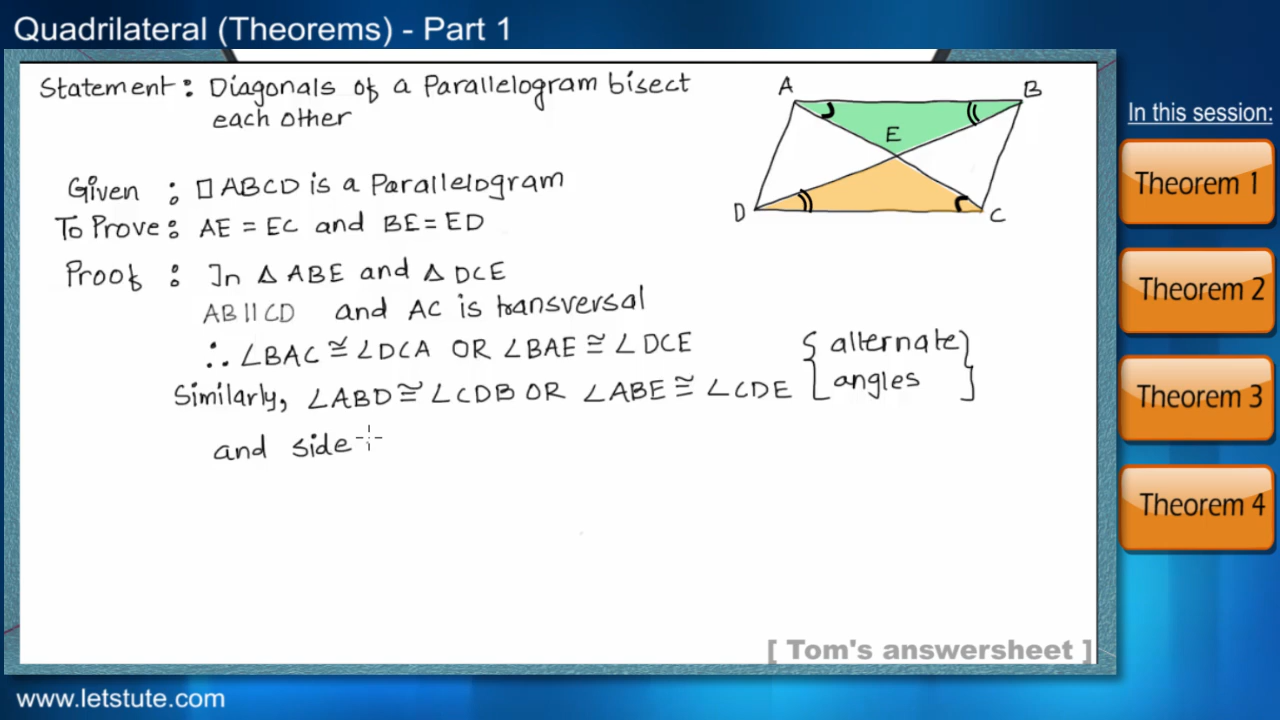 Quadrilateral (Theorems) - Part 1
Statement : Diagonals of a Parallelogram bisect
each other
Given : □ ABCD is a Parallelogram
To Prove : AE = EC and BE = ED
Proof : In △ ABE and △ DCE
AB || CD and AC is transversal
∴ ∠BAC ≅ ∠DCA OR ∠BAE ≅ ∠DCE { alternate
Similarly, ∠ABD ≅ ∠CDB OR ∠ABE ≅ ∠CDE angles }
and side
A B
E
D C
In this session:
Theorem 1
Theorem 2
Theorem 3
Theorem 4
[ Tom's answersheet ]
www.letstute.com